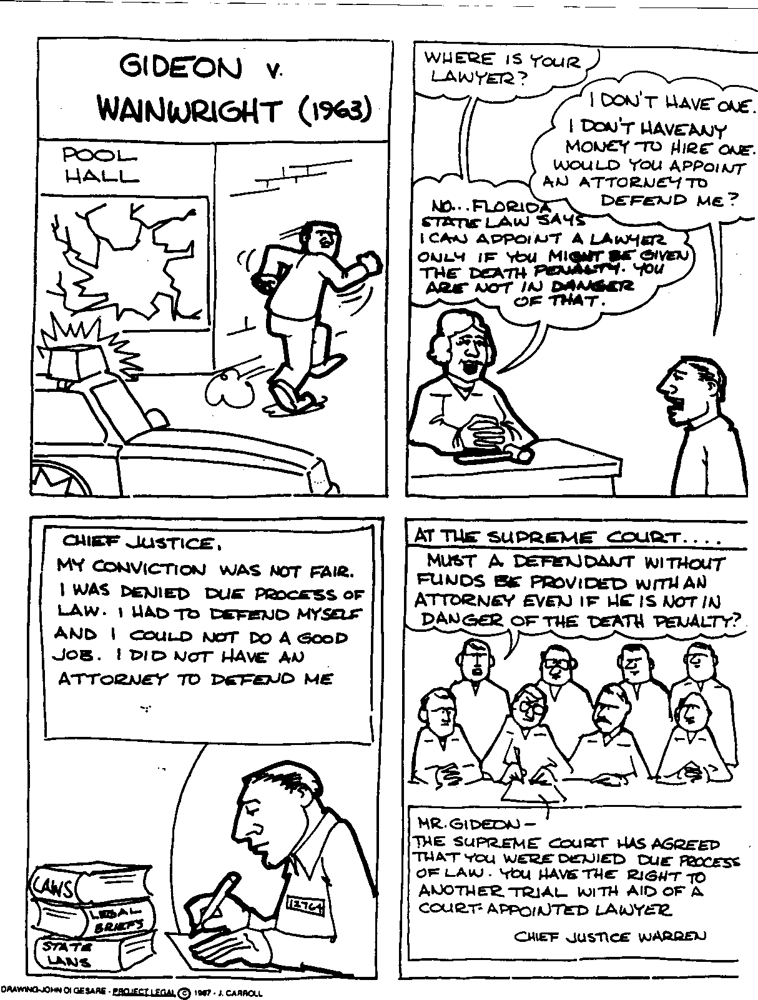 GIDEON V.
WAINWRIGHT (1963)
POOL
HALL
WHERE IS YOUR
LAWYER?
I DON'T HAVE ONE.
I DON'T HAVE ANY
MONEY TO HIRE ONE.
WOULD YOU APPOINT
AN ATTORNEY TO
DEFEND ME?
NO...FLORIDA
STATE LAW SAYS
I CAN APPOINT A LAWYER
ONLY IF YOU MIGHT BE GIVEN
THE DEATH PENALTY. YOU
ARE NOT IN DANGER
OF THAT.
CHIEF JUSTICE,
MY CONVICTION WAS NOT FAIR.
I WAS DENIED DUE PROCESS OF
LAW. I HAD TO DEFEND MYSELF
AND I COULD NOT DO A GOOD
JOB. I DID NOT HAVE AN
ATTORNEY TO DEFEND ME
LAWS
LEGAL
BRIEFS
STATE
LANS
12764
AT THE SUPREME COURT....
MUST A DEFENDANT WITHOUT
FUNDS BE PROVIDED WITH AN
ATTORNEY EVEN IF HE IS NOT IN
DANGER OF THE DEATH PENALTY?
MR. GIDEON —
THE SUPREME COURT HAS AGREED
THAT YOU WERE DENIED DUE PROCESS
OF LAW. YOU HAVE THE RIGHT TO
ANOTHER TRIAL WITH AID OF A
COURT-APPOINTED LAWYER
CHIEF JUSTICE WARREN
DRAWING-JOHN DI GESARE - PROJECT LEGAL © 1987 - J. CARROLL